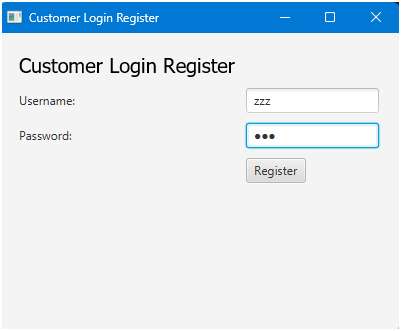 Customer Login Register
Customer Login Register
Username: zzz
Password: ●●●
Register